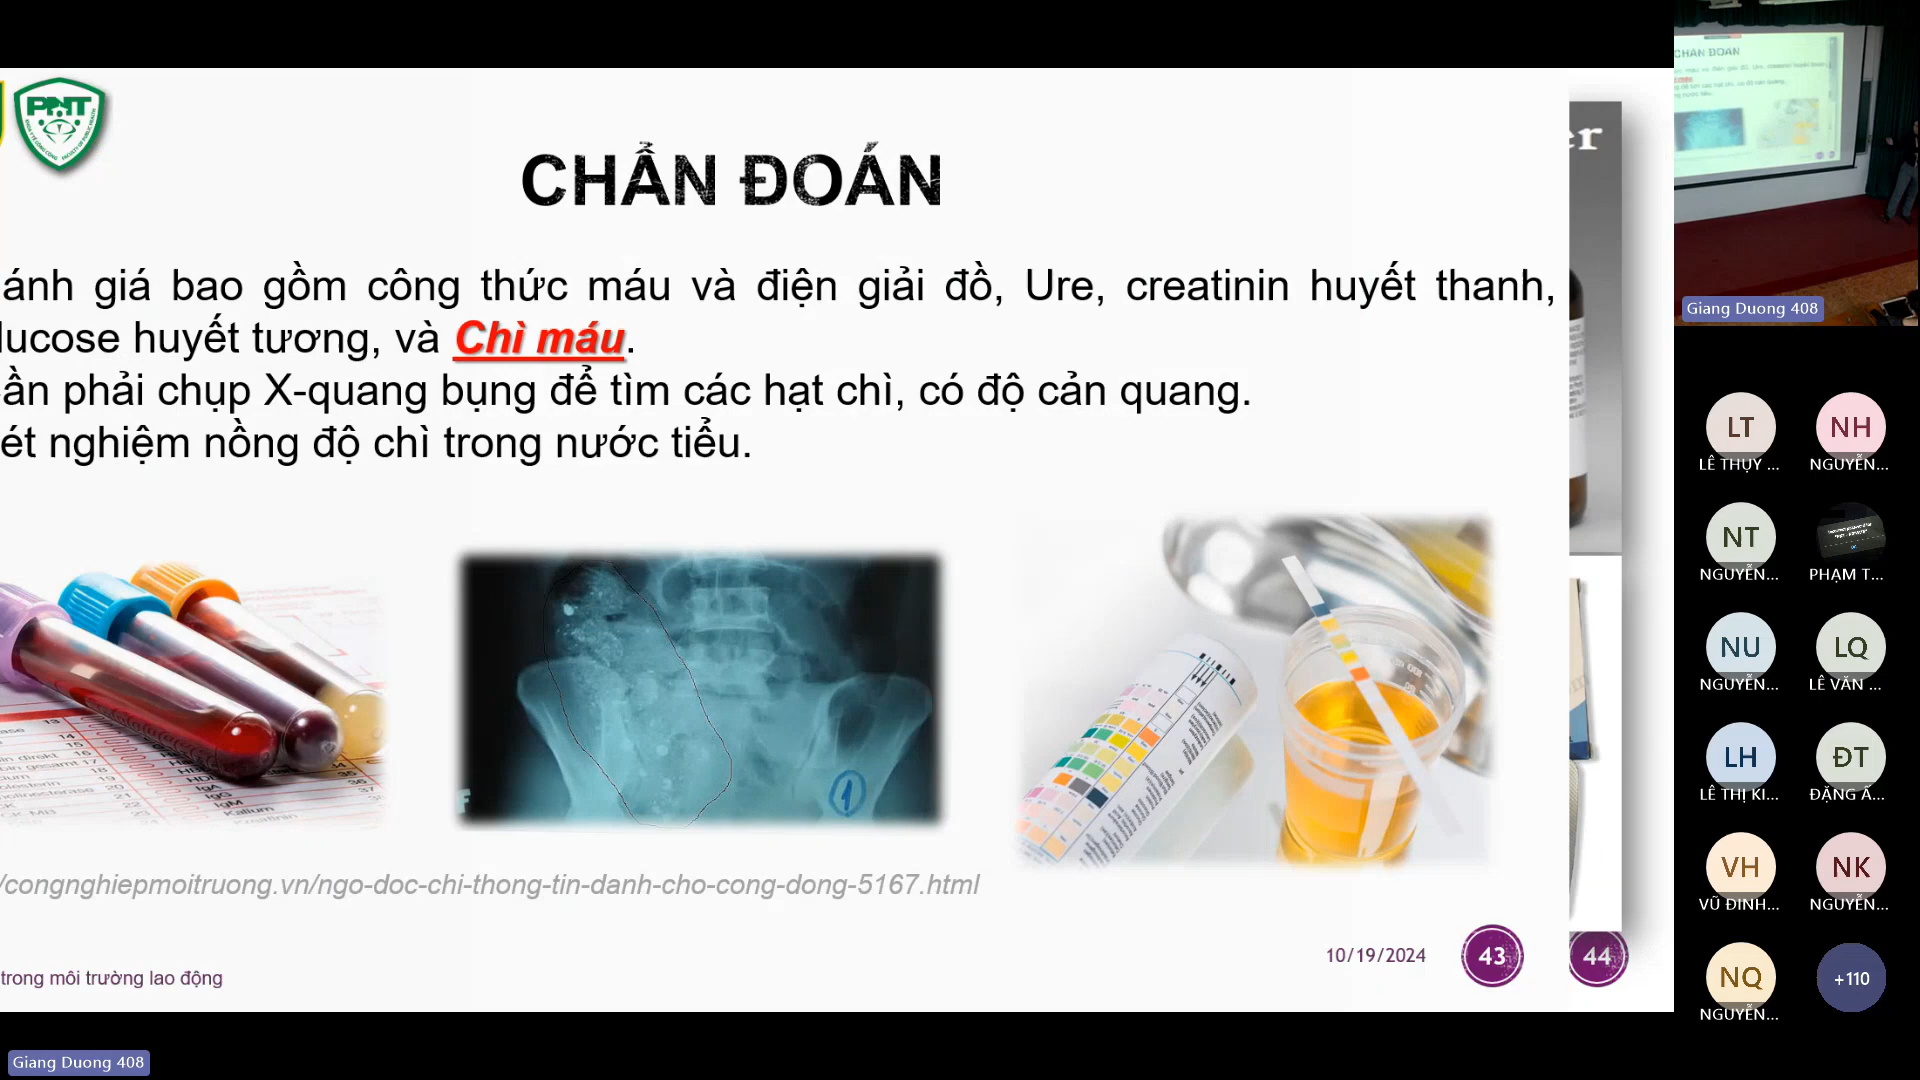 PNT
CHẨN ĐOÁN
ánh giá bao gồm công thức máu và điện giải đồ, Ure, creatinin huyết thanh,
lucose huyết tương, và Chì máu.
ần phải chụp X-quang bụng để tìm các hạt chì, có độ cản quang.
ét nghiệm nồng độ chì trong nước tiểu.
/congnghiepmoitruong.vn/ngo-doc-chi-thong-tin-danh-cho-cong-dong-5167.html
10/19/2024
43
44
trong môi trường lao động
er
CHẨN ĐOÁN
Giang Duong 408
LT
LÊ THỤY ...
NH
NGUYỄN...
NT
NGUYỄN...
PHẠM T...
NU
NGUYỄN...
LQ
LÊ VĂN ...
LH
LÊ THỊ KI...
ĐT
ĐẶNG Ấ...
VH
VŨ ĐINH...
NK
NGUYỄN...
NQ
NGUYỄN...
+110
Giang Duong 408